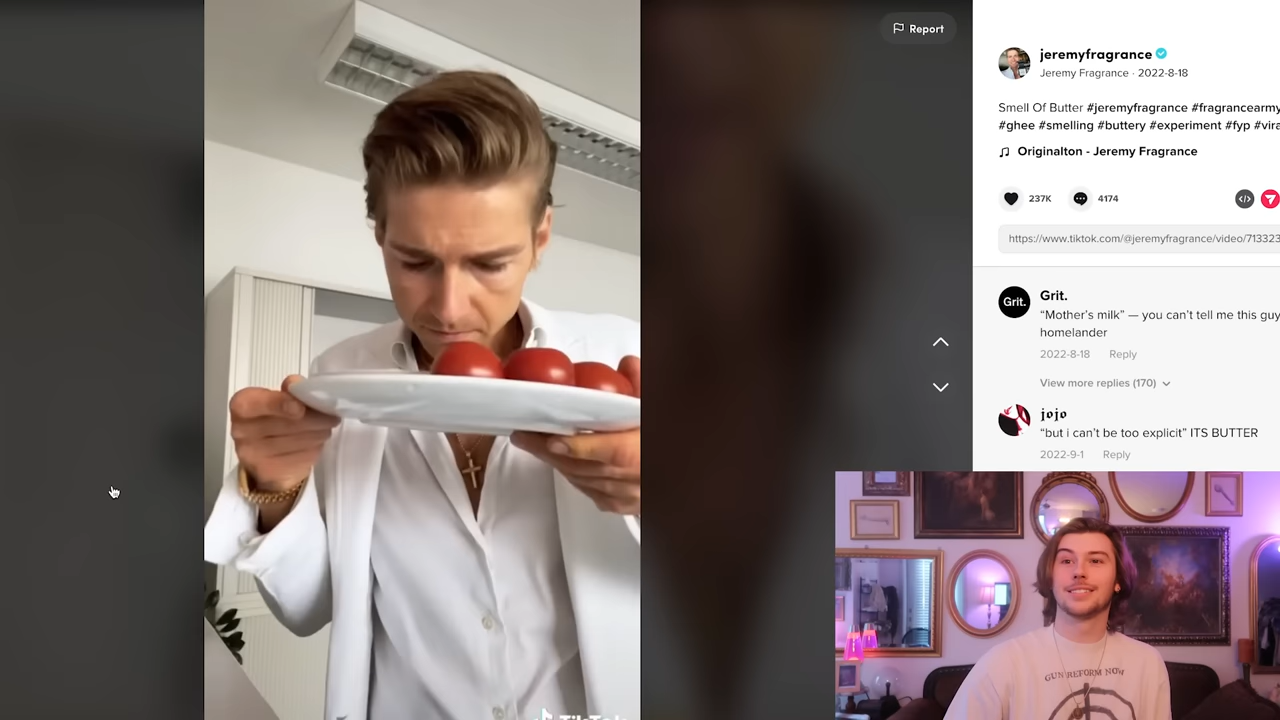 Report
jeremyfragrance
Jeremy Fragrance · 2022-8-18
Smell Of Butter #jeremyfragrance #fragrancearmy
#ghee #smelling #buttery #experiment #fyp #vira
Originalton - Jeremy Fragrance
237K
4174
https://www.tiktok.com/@jeremyfragrance/video/713323
Grit.
Grit.
“Mother’s milk” — you can’t tell me this guy
homelander
2022-8-18 Reply
View more replies (170)
jojo
“but i can’t be too explicit” ITS BUTTER
2022-9-1 Reply
GUN REFORM NOW
TikTok